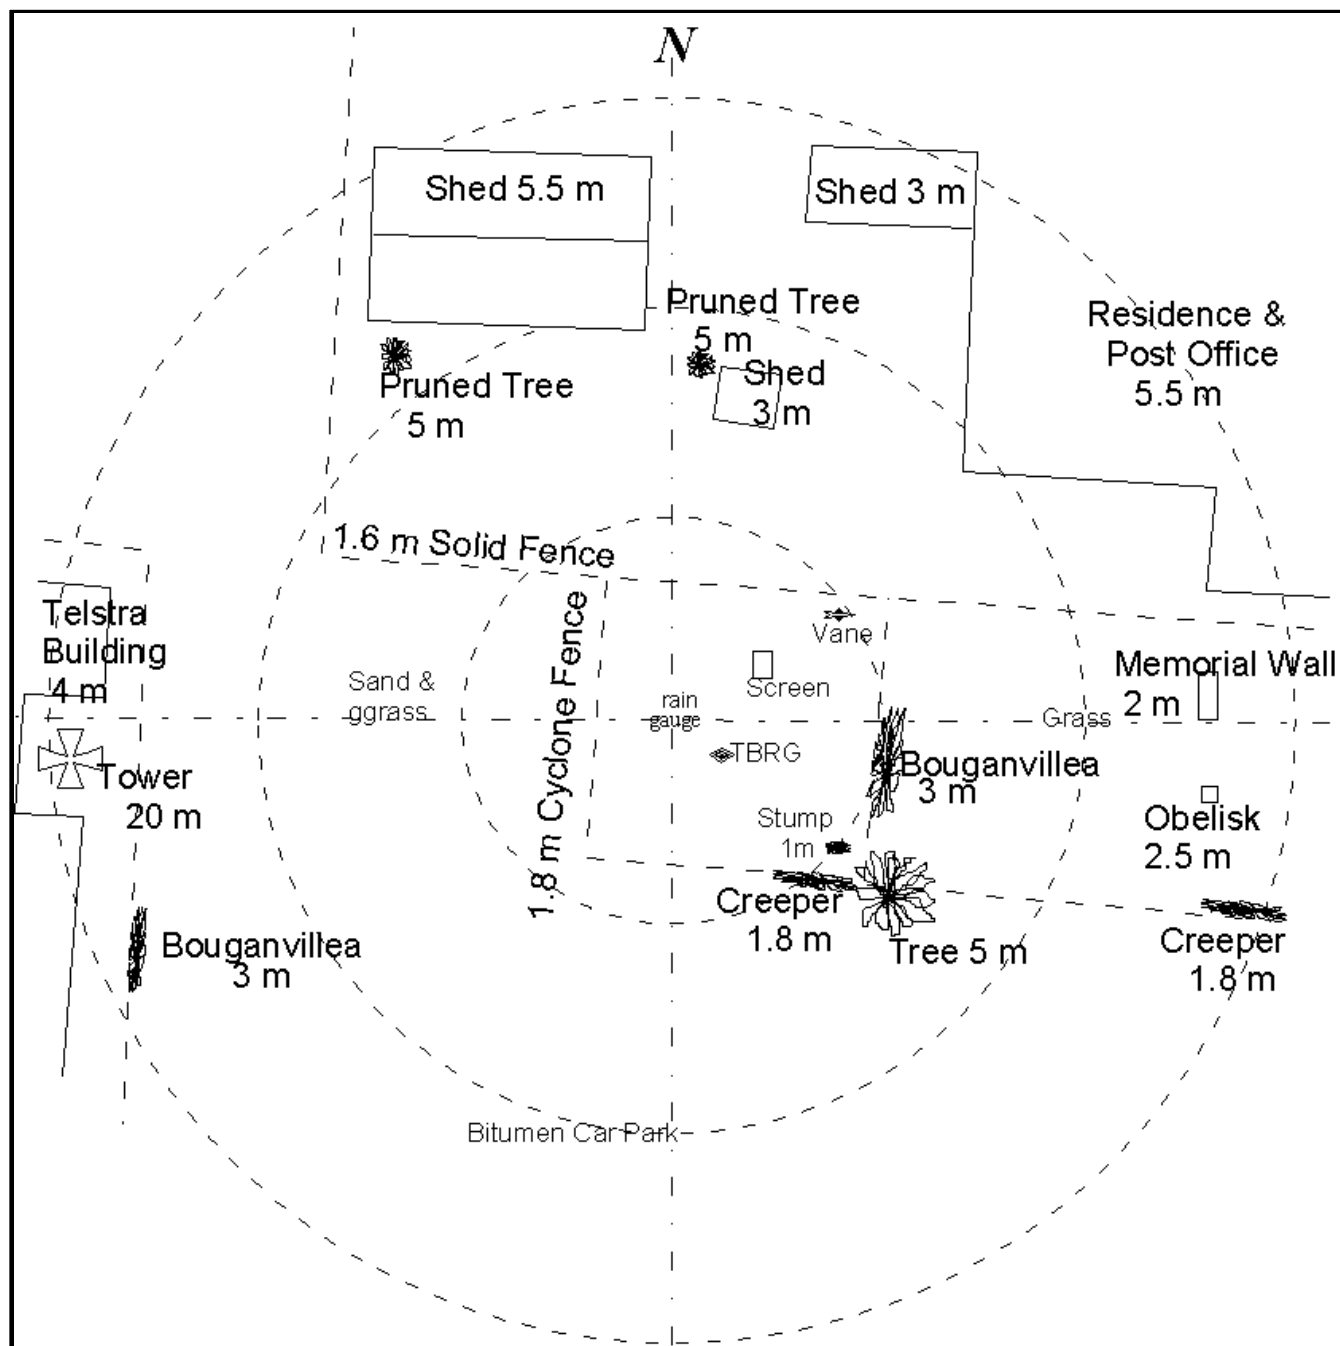 N
Shed 5.5 m
Shed 3 m
Pruned Tree
5 m
Residence &
Post Office
5.5 m
Pruned Tree
5 m
Shed
3 m
1.6 m Solid Fence
1.8 m Cyclone Fence
Telstra
Building
4 m
Vane
Screen
Sand &
ggrass
rain
gauge
Memorial Wall
2 m
Grass
TBRG
Bouganvillea
3 m
Tower
20 m
Stump
1m
Obelisk
2.5 m
Creeper
1.8 m
Tree 5 m
Bouganvillea
3 m
Creeper
1.8 m
Bitumen Car Park